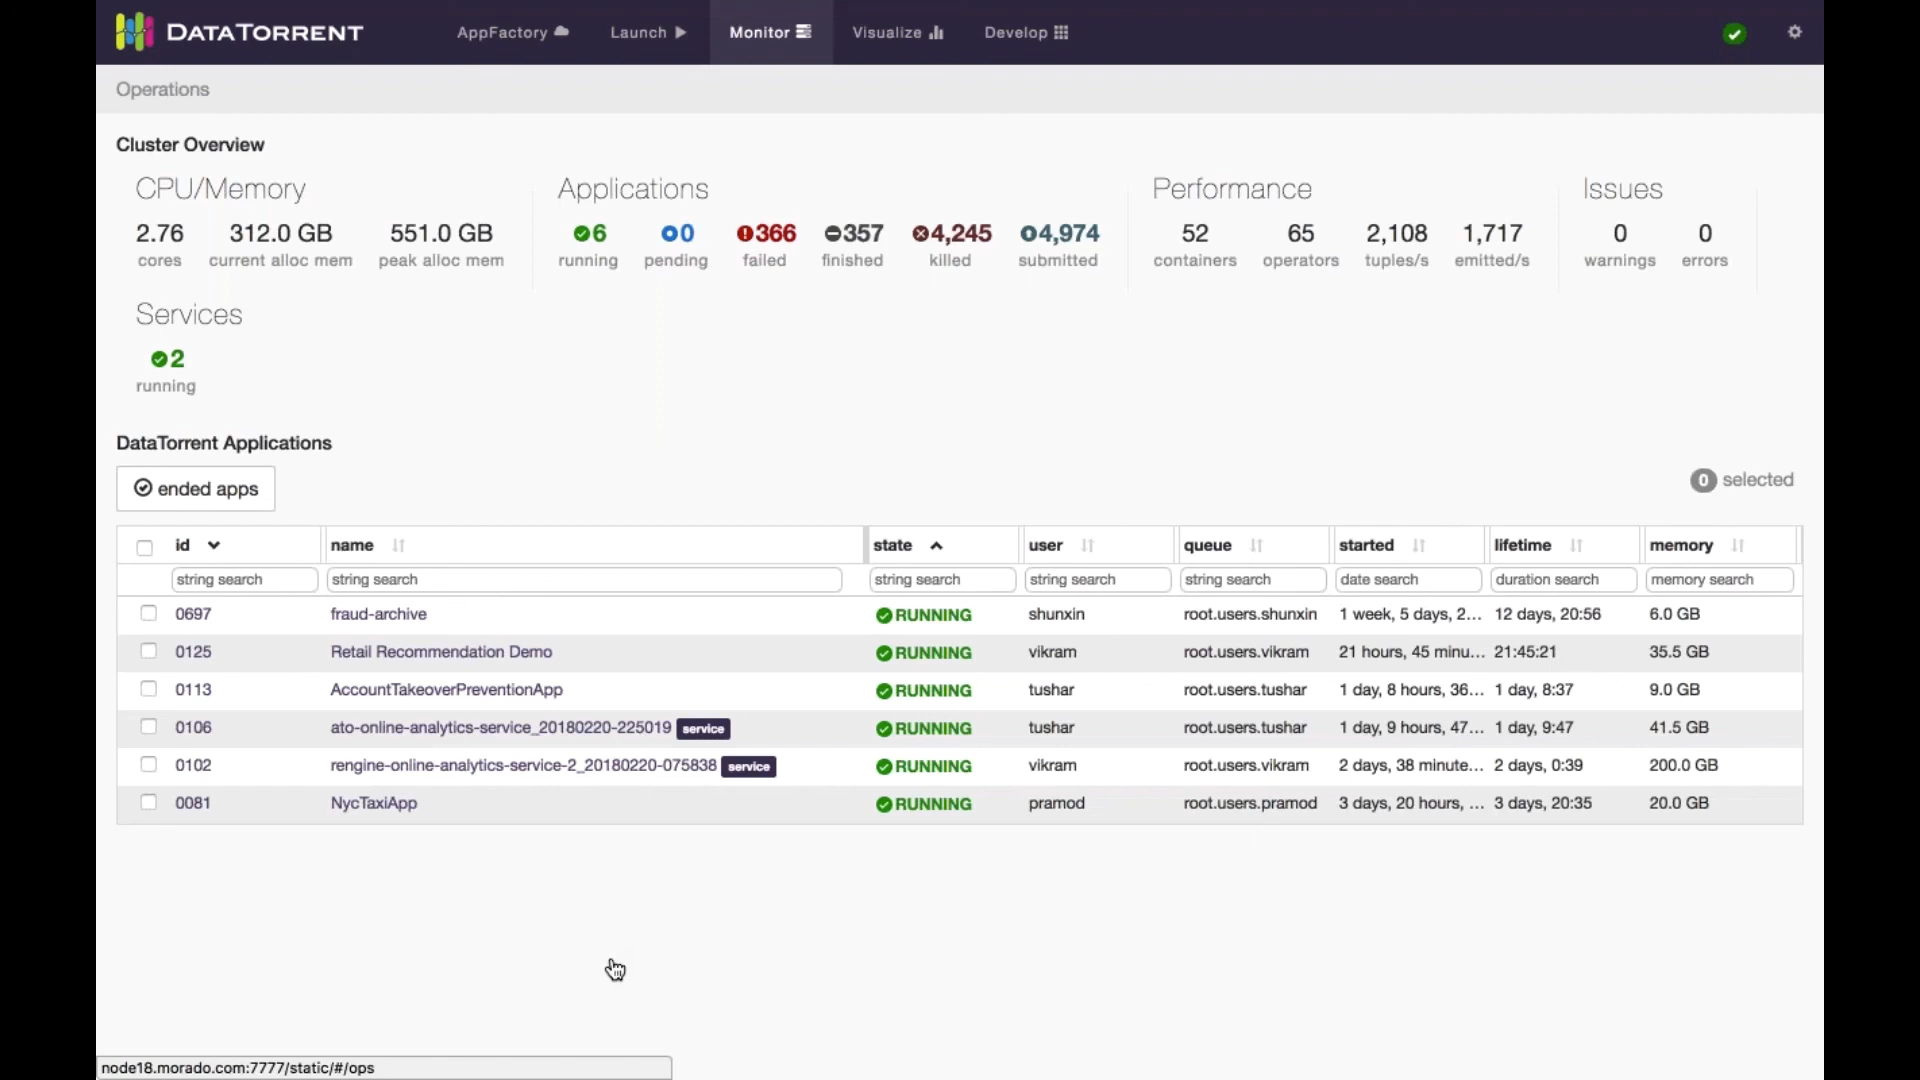 DATATORRENT AppFactory Launch Monitor Visualize Develop
Operations
Cluster Overview
CPU/Memory Applications Performance Issues
2.76 312.0 GB 551.0 GB 6 0 366 357 4,245 4,974 52 65 2,108 1,717 0 0
cores current alloc mem peak alloc mem running pending failed finished killed submitted containers operators tuples/s emitted/s warnings errors
Services
2
running
DataTorrent Applications
ended apps
0 selected
id name state user queue started lifetime memory
string search string search string search string search string search date search duration search memory search
0697 fraud-archive RUNNING shunxin root.users.shunxin 1 week, 5 days, 2... 12 days, 20:56 6.0 GB
0125 Retail Recommendation Demo RUNNING vikram root.users.vikram 21 hours, 45 minu... 21:45:21 35.5 GB
0113 AccountTakeoverPreventionApp RUNNING tushar root.users.tushar 1 day, 8 hours, 36... 1 day, 8:37 9.0 GB
0106 ato-online-analytics-service_20180220-225019 service RUNNING tushar root.users.tushar 1 day, 9 hours, 47... 1 day, 9:47 41.5 GB
0102 rengine-online-analytics-service-2_20180220-075838 service RUNNING vikram root.users.vikram 2 days, 38 minute... 2 days, 0:39 200.0 GB
0081 NycTaxiApp RUNNING pramod root.users.pramod 3 days, 20 hours, ... 3 days, 20:35 20.0 GB
node18.morado.com:7777/static/#/ops